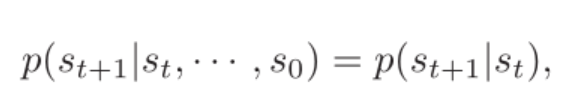 p(s_{t+1}|s_t, ··· , s_0) = p(s_{t+1}|s_t),